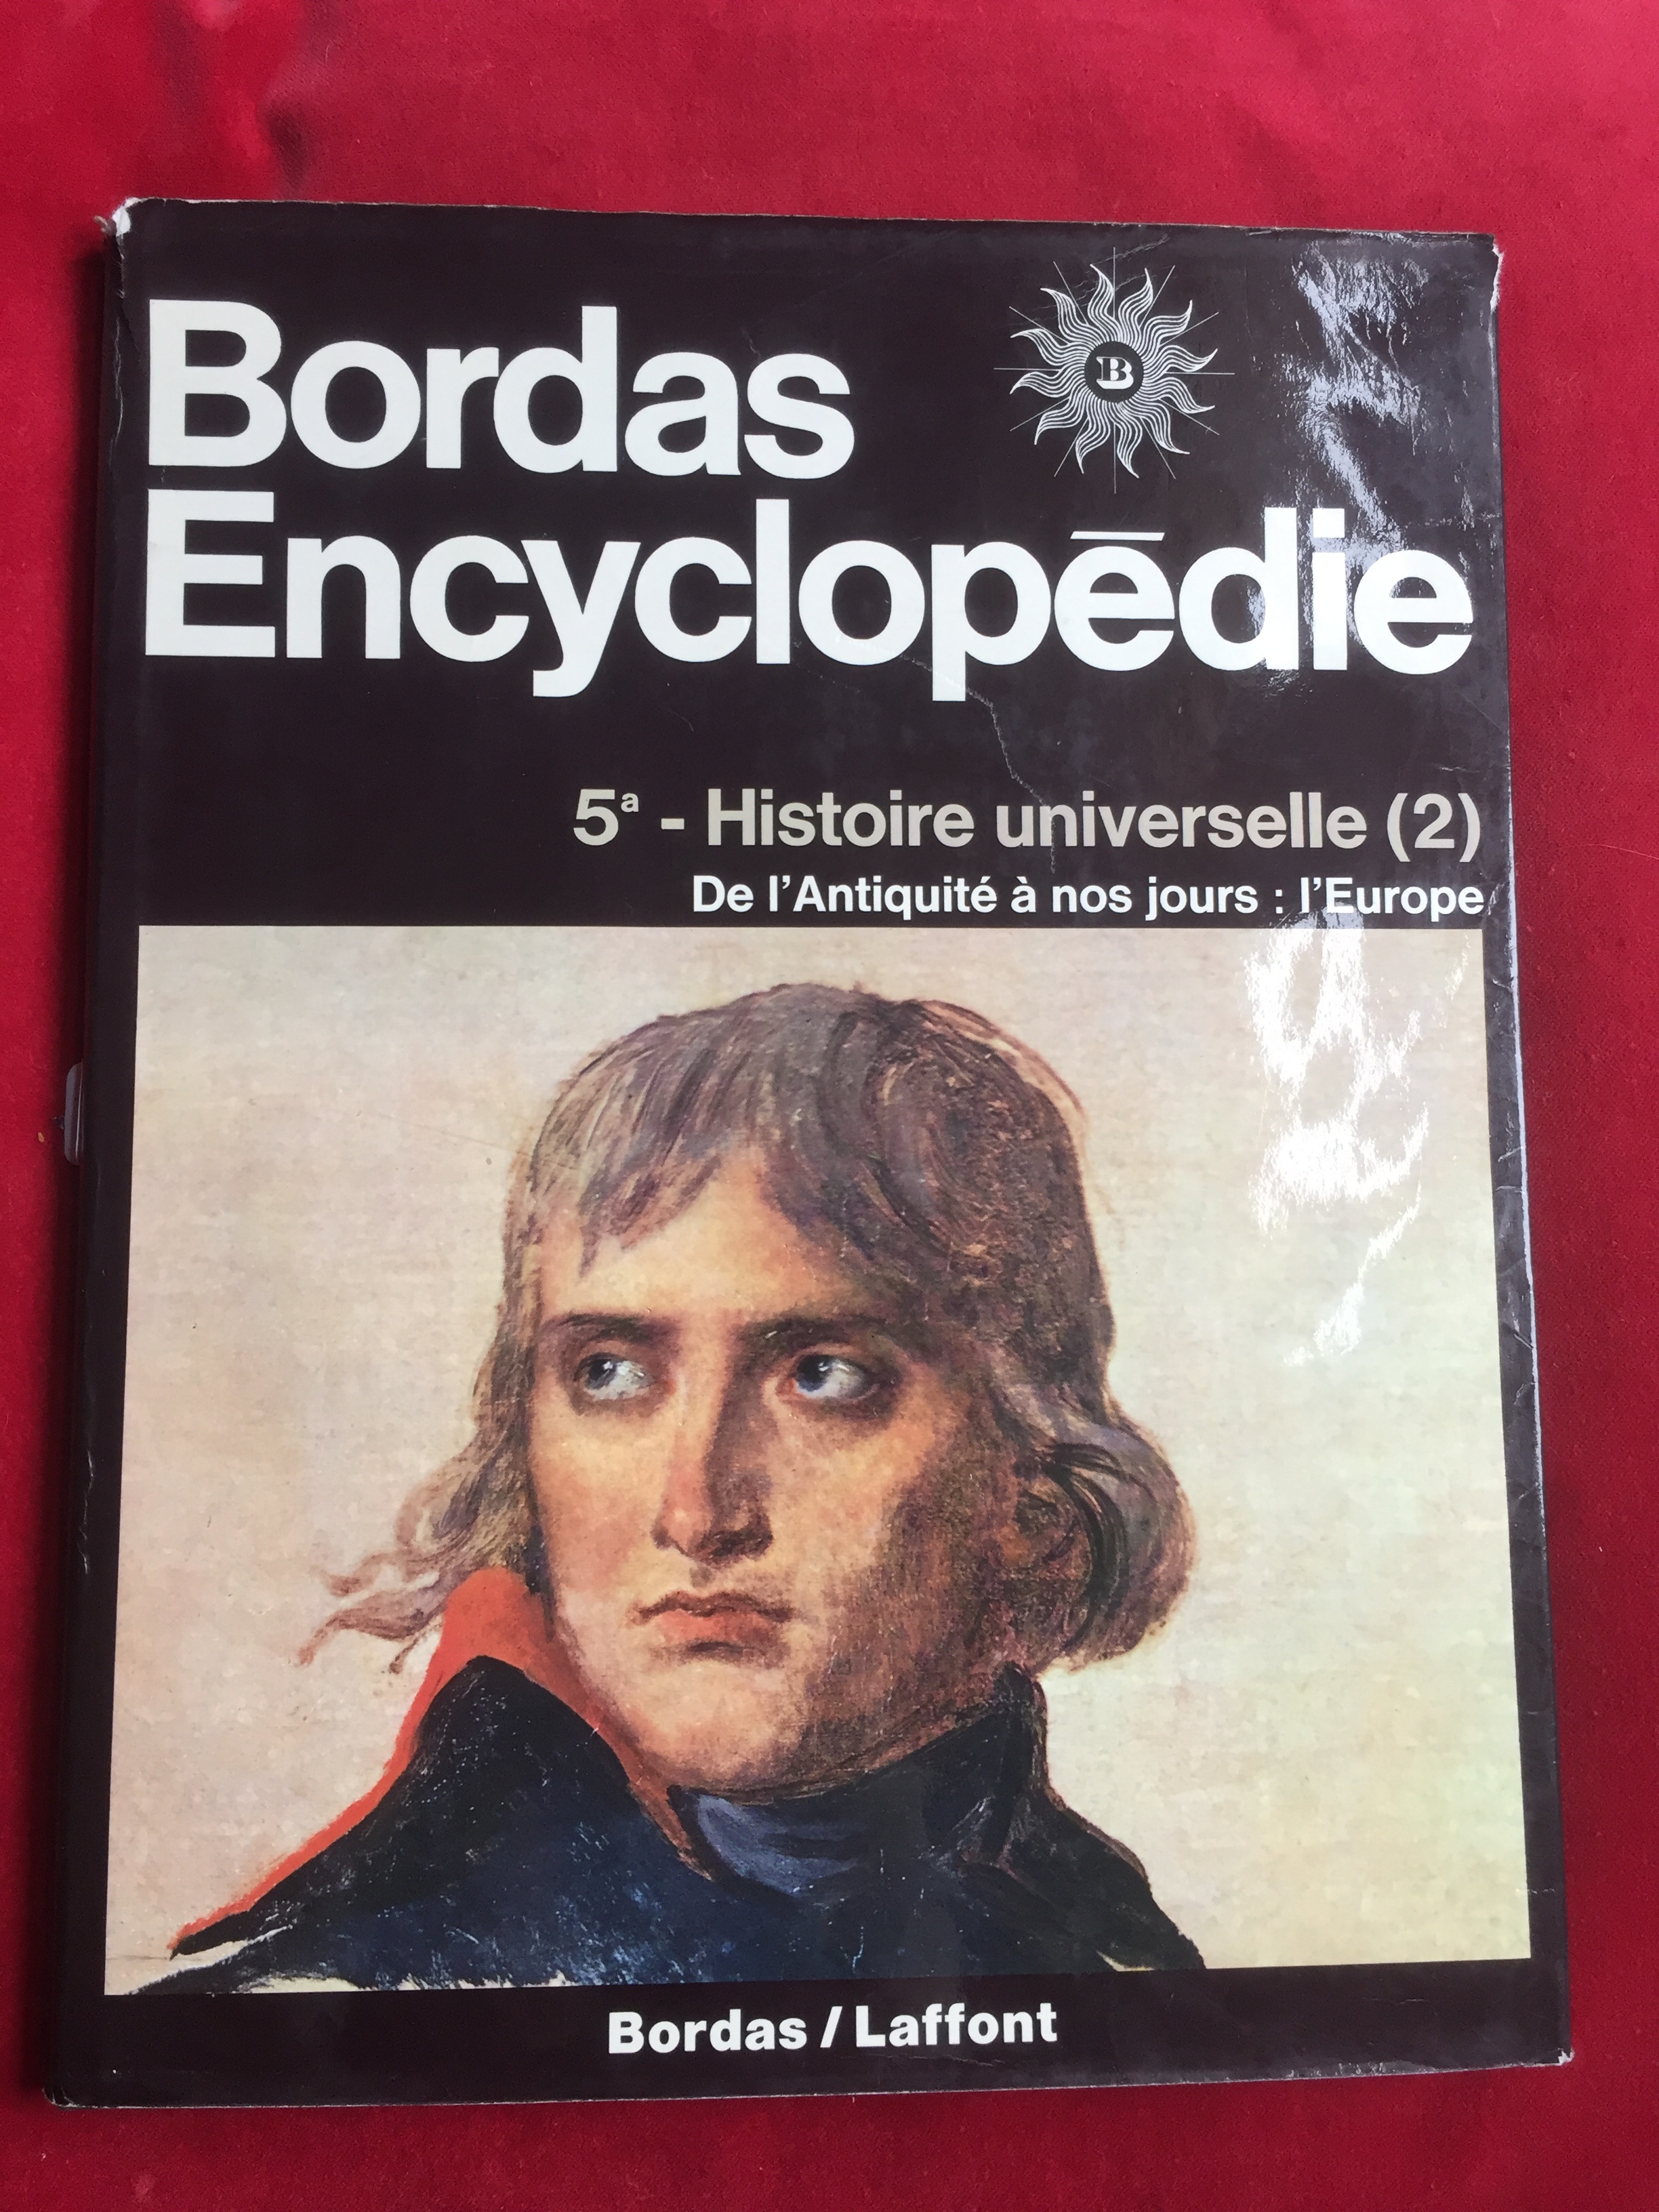 Bordas
B
Encyclopēdie
5ª - Histoire universelle (2)
De l'Antiquité à nos jours : l'Europe
Bordas / Laffont